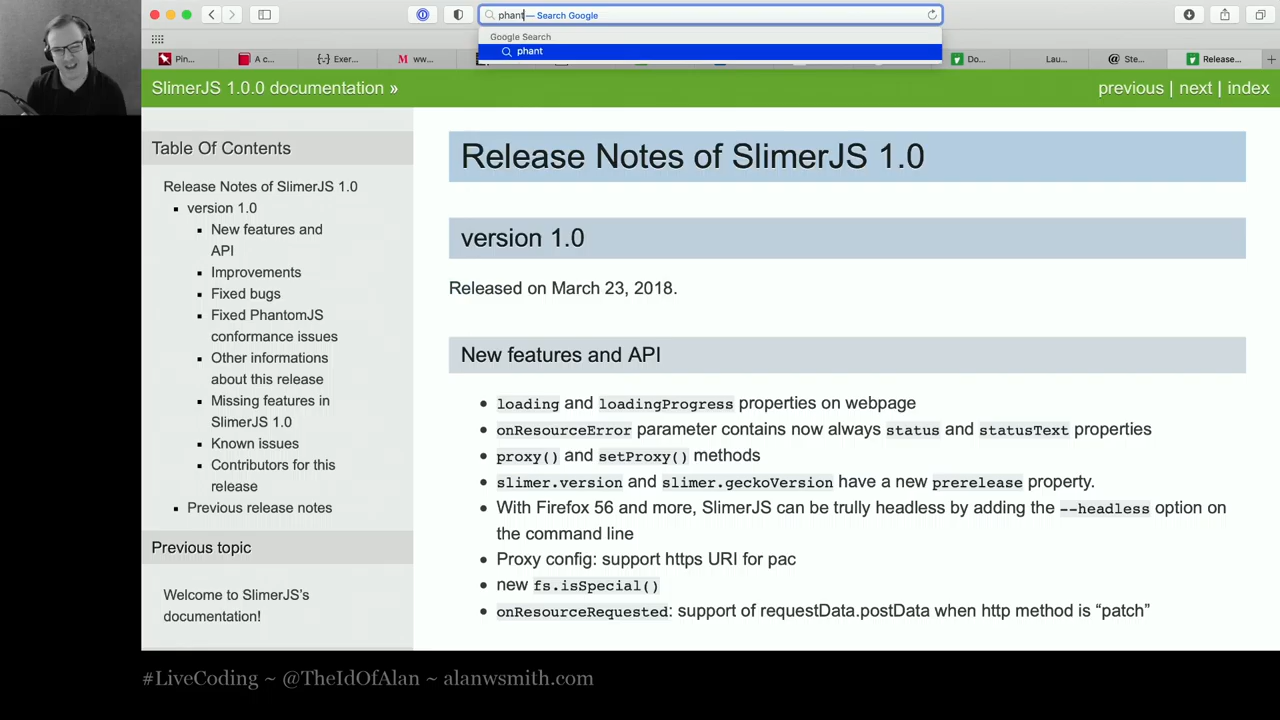 phant — Search Google
Google Search
phant
Pin...
A c...
{-} Exer...
M ww...
Do...
Lau...
@ Ste...
Release...
SlimerJS 1.0.0 documentation »
previous | next | index
Table Of Contents
Release Notes of SlimerJS 1.0
version 1.0
New features and
API
Improvements
Fixed bugs
Fixed PhantomJS
conformance issues
Other informations
about this release
Missing features in
SlimerJS 1.0
Known issues
Contributors for this
release
Previous release notes
Previous topic
Welcome to SlimerJS's
documentation!
Release Notes of SlimerJS 1.0
version 1.0
Released on March 23, 2018.
New features and API
loading and loadingProgress properties on webpage
onResourceError parameter contains now always status and statusText properties
proxy() and setProxy() methods
slimer.version and slimer.geckoVersion have a new prerelease property.
With Firefox 56 and more, SlimerJS can be trully headless by adding the --headless option on
the command line
Proxy config: support https URI for pac
new fs.isSpecial()
onResourceRequested: support of requestData.postData when http method is “patch”
#LiveCoding ~ @TheIdOfAlan ~ alanwsmith.com